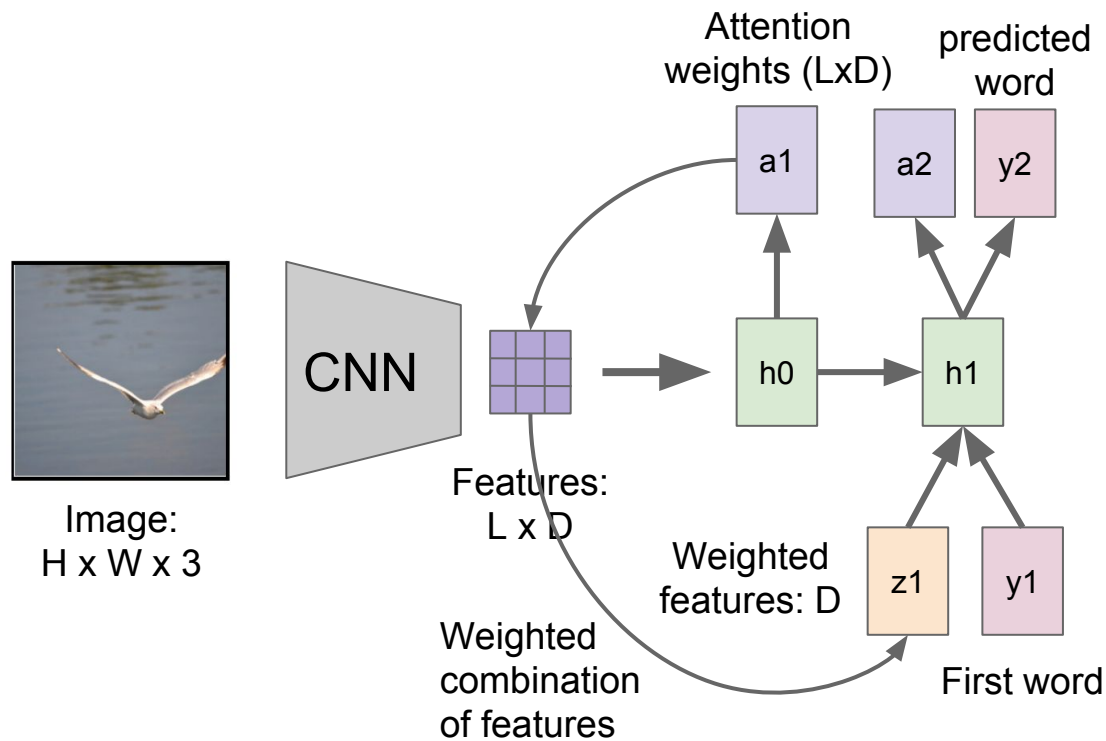 Attention
weights (LxD)
predicted
word
a1
a2
y2
CNN
h0
h1
Features:
L x D
Image:
H x W x 3
Weighted
features: D
z1
y1
Weighted
combination
of features
First word